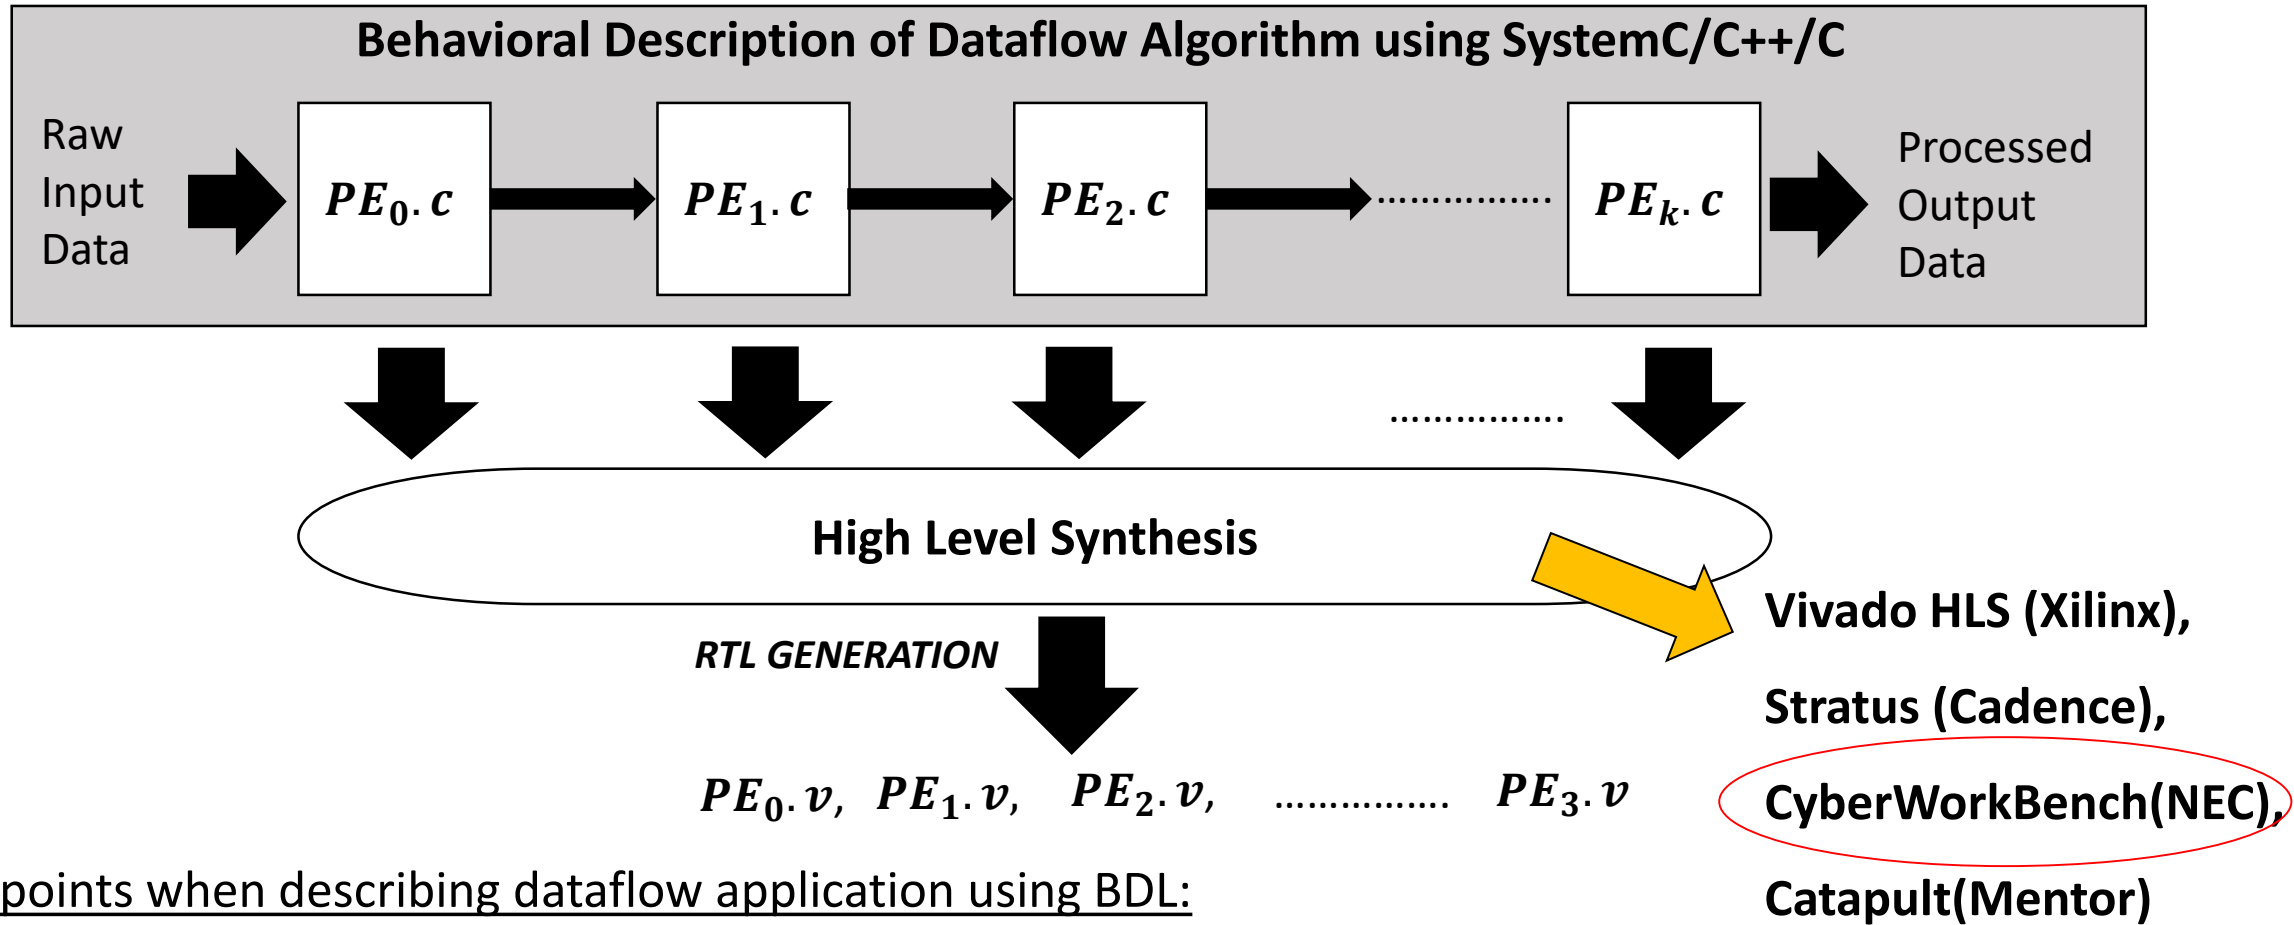 Behavioral Description of Dataflow Algorithm using SystemC/C++/C
Raw
Input
Data
PE₀.c
PE₁.c
PE₂.c
................
PEₖ.c
Processed
Output
Data
................
High Level Synthesis
RTL GENERATION
Vivado HLS (Xilinx),
Stratus (Cadence),
CyberWorkBench(NEC),
Catapult(Mentor)
PE₀.v, PE₁.v, PE₂.v, ................ PE₃.v
points when describing dataflow application using BDL: